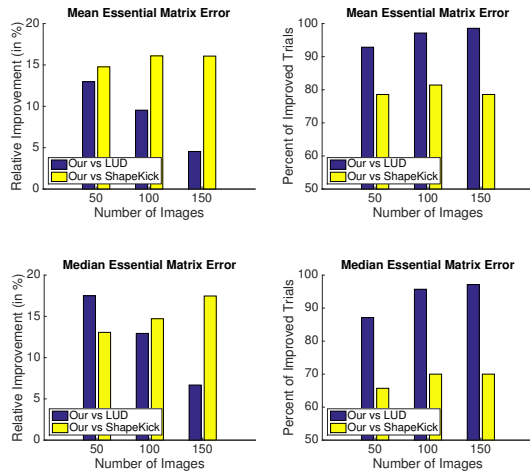 Mean Essential Matrix Error
Relative Improvement (in %)
20
15
10
5
0
Our vs LUD
Our vs ShapeKick
50
100
150
Number of Images
Mean Essential Matrix Error
Percent of Improved Trials
100
90
80
70
60
50
Our vs LUD
Our vs ShapeKick
50
100
150
Number of Images
Median Essential Matrix Error
Relative Improvement (in %)
20
15
10
5
0
Our vs LUD
Our vs ShapeKick
50
100
150
Number of Images
Median Essential Matrix Error
Percent of Improved Trials
100
90
80
70
60
50
Our vs LUD
Our vs ShapeKick
50
100
150
Number of Images